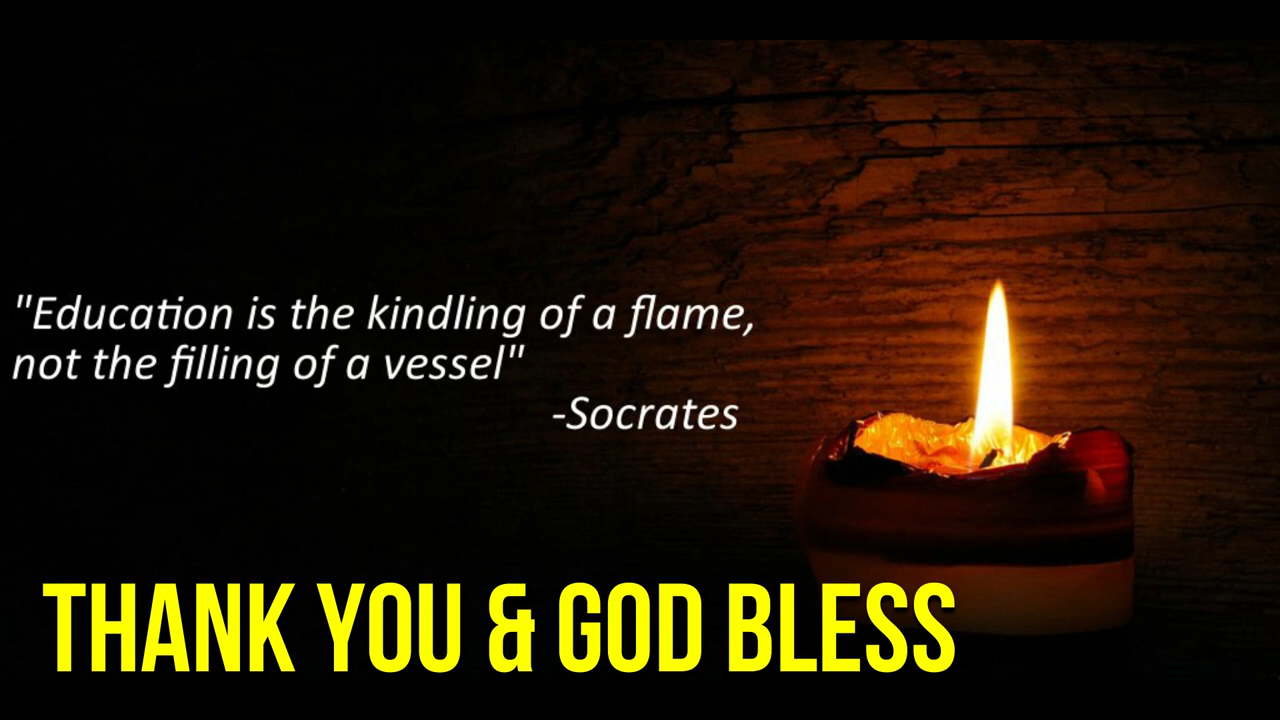 "Education is the kindling of a flame,
not the filling of a vessel"
-Socrates
THANK YOU & GOD BLESS